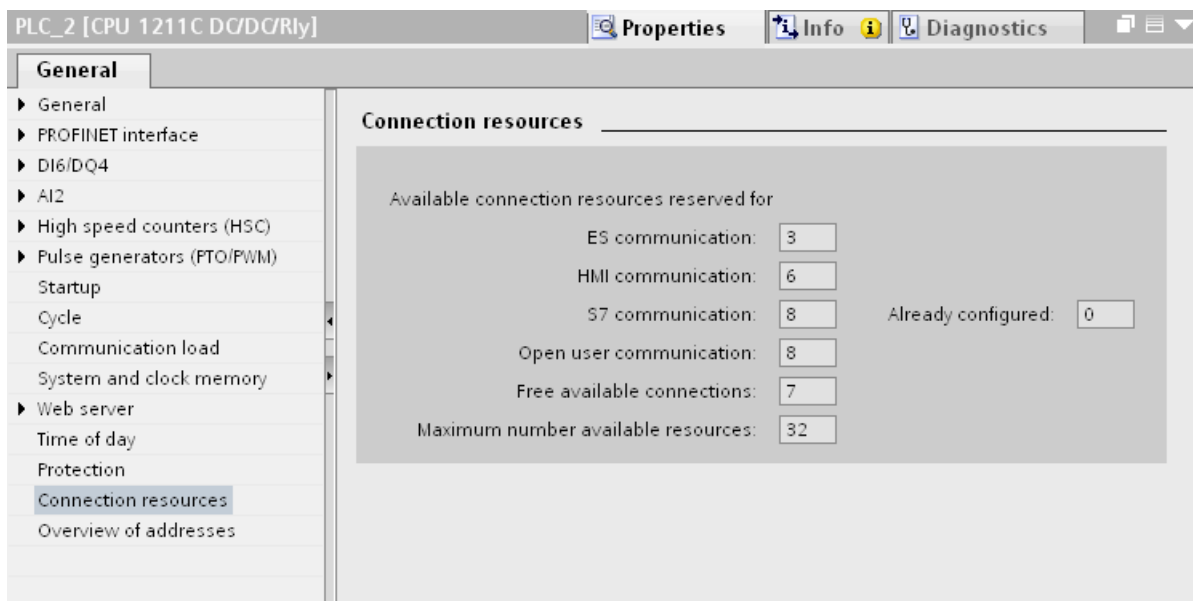 PLC_2 [CPU 1211C DC/DC/Rly]
Properties
Info
Diagnostics
General
General
PROFINET interface
DI6/DQ4
AI2
High speed counters (HSC)
Pulse generators (PTO/PWM)
Startup
Cycle
Communication load
System and clock memory
Web server
Time of day
Protection
Connection resources
Overview of addresses
Connection resources
Available connection resources reserved for
ES communication: 3
HMI communication: 6
S7 communication: 8 Already configured: 0
Open user communication: 8
Free available connections: 7
Maximum number available resources: 32